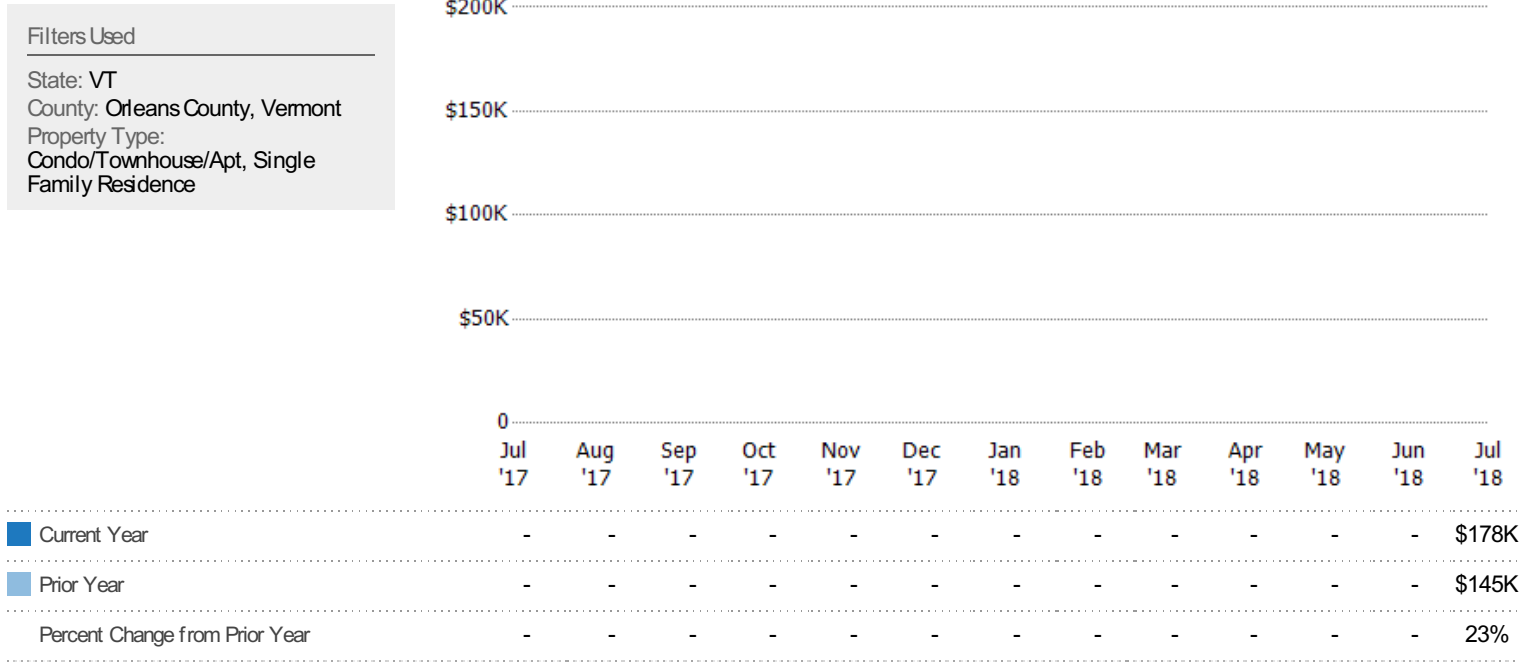 Filters Used
State: VT
County: Orleans County, Vermont
Property Type:
Condo/Townhouse/Apt, Single
Family Residence
$200K
$150K
$100K
$50K
0
Jul Aug Sep Oct Nov Dec Jan Feb Mar Apr May Jun Jul
'17 '17 '17 '17 '17 '17 '18 '18 '18 '18 '18 '18 '18
Current Year - - - - - - - - - - - - $178K
Prior Year - - - - - - - - - - - - $145K
Percent Change from Prior Year - - - - - - - - - - - - 23%